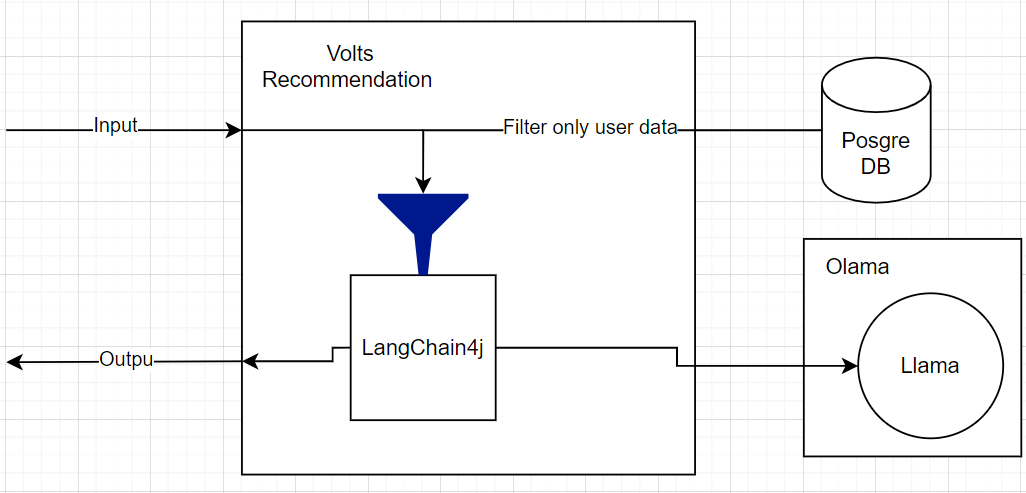 Volts
Recommendation
Input
Filter only user data
Posgre
DB
Olama
LangChain4j
Outpu
Llama